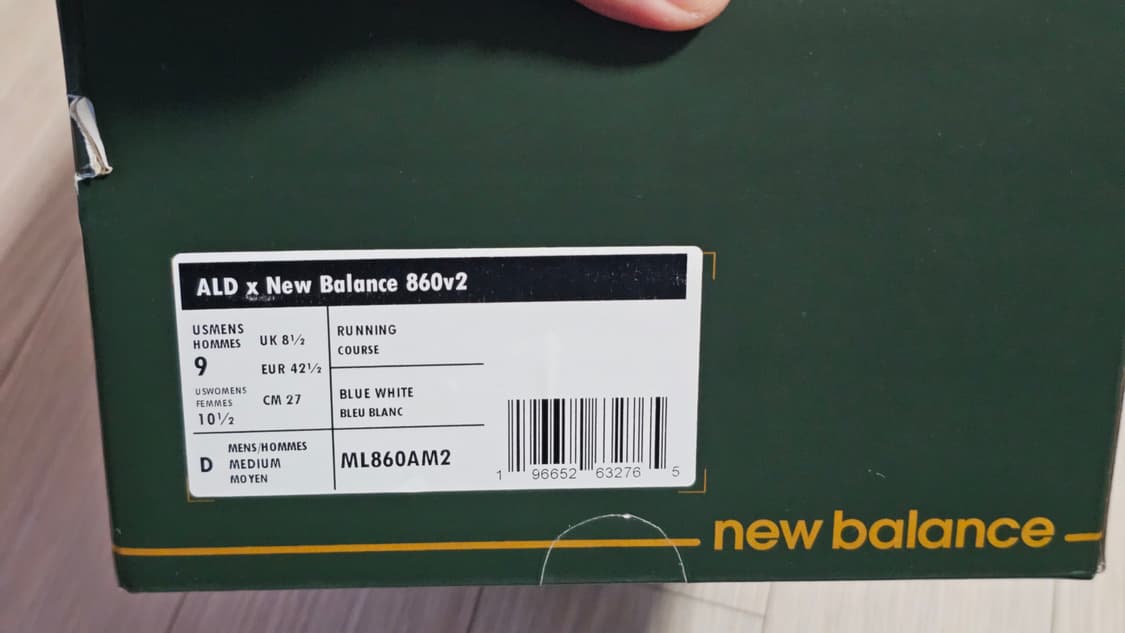 ALD x New Balance 860v2
USMENS
HOMMES
9
UK 8½
EUR 42½
USWOMENS
FEMMES
10½
CM 27
RUNNING
COURSE
BLUE WHITE
BLEU BLANC
D
MENS/HOMMES
MEDIUM
MOYEN
ML860AM2
1 96652 63276 5
new balance